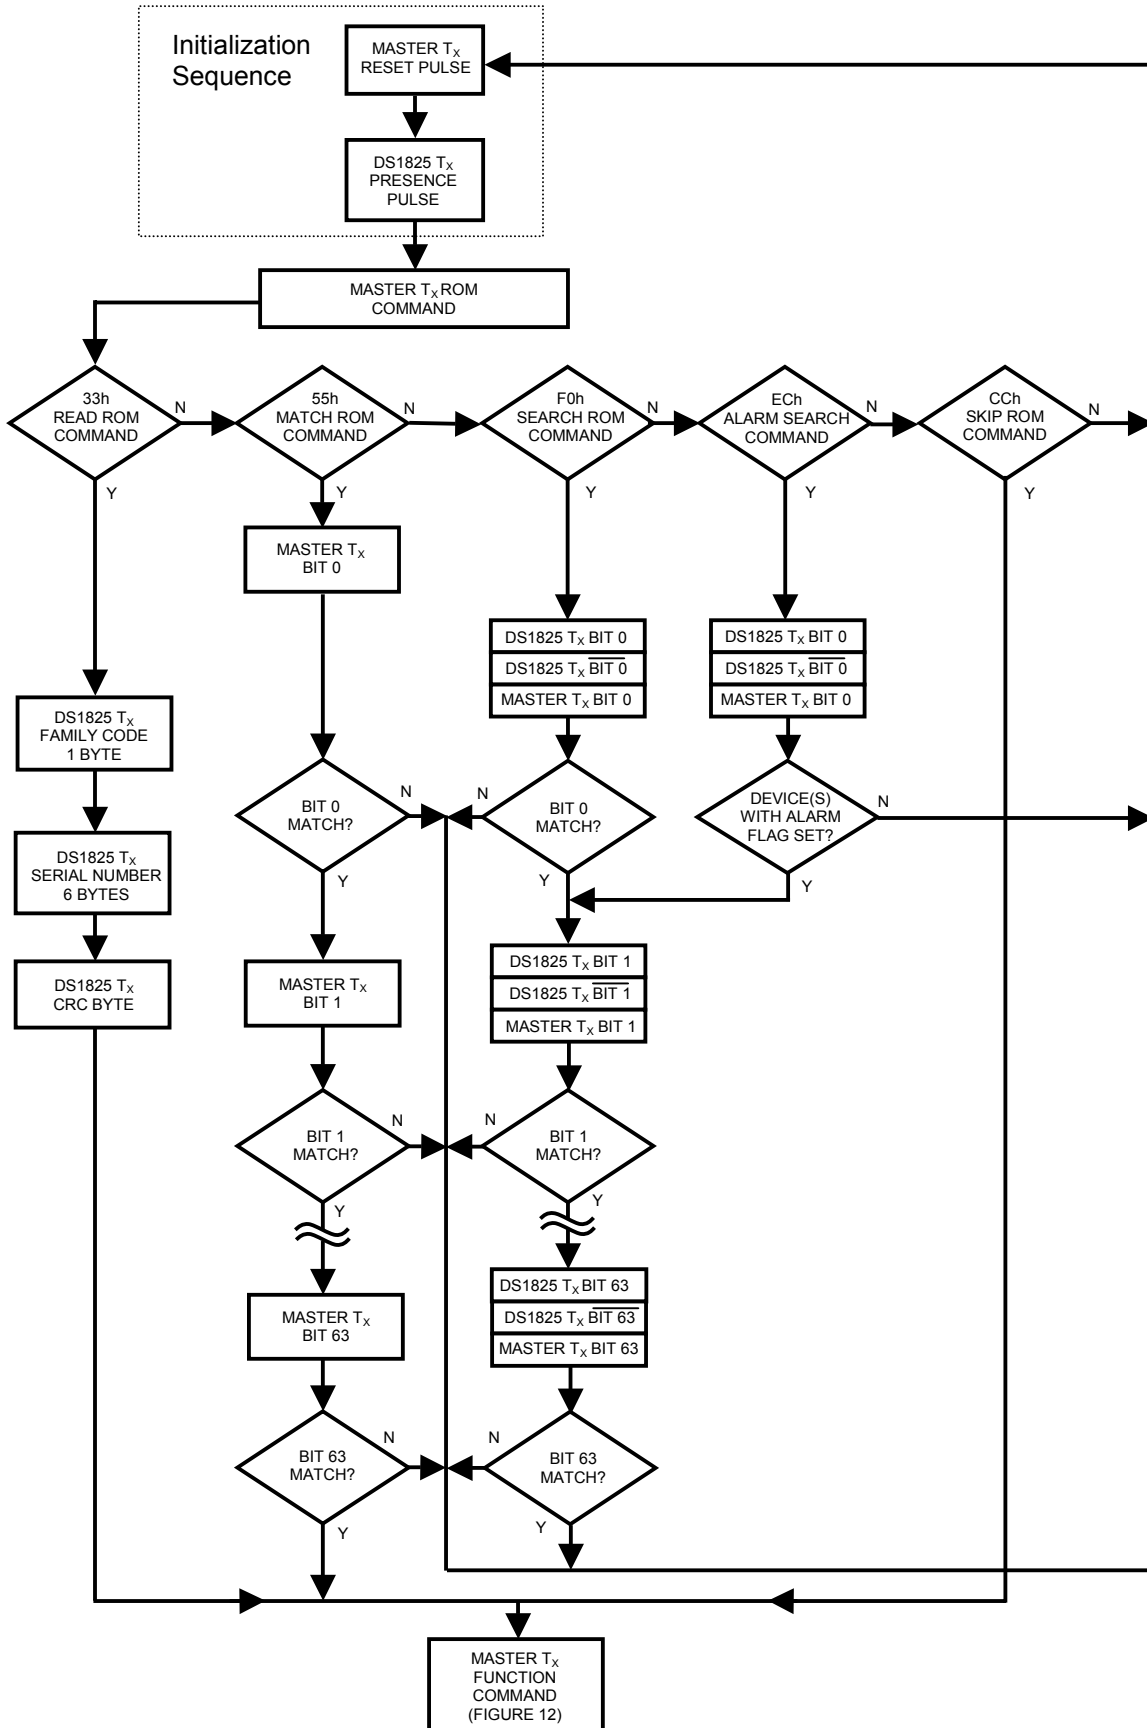 Initialization
Sequence
MASTER TX
RESET PULSE
DS1825 TX
PRESENCE
PULSE
MASTER TX ROM
COMMAND
33h
READ ROM
COMMAND
N
Y
55h
MATCH ROM
COMMAND
N
Y
F0h
SEARCH ROM
COMMAND
N
Y
ECh
ALARM SEARCH
COMMAND
N
Y
CCh
SKIP ROM
COMMAND
N
Y
MASTER TX
BIT 0
DS1825 TX BIT 0
DS1825 TX BIT 0
MASTER TX BIT 0
DS1825 TX BIT 0
DS1825 TX BIT 0
MASTER TX BIT 0
DS1825 TX
FAMILY CODE
1 BYTE
DS1825 TX
SERIAL NUMBER
6 BYTES
DS1825 TX
CRC BYTE
BIT 0
MATCH?
N
Y
BIT 0
MATCH?
N
Y
DEVICE(S)
WITH ALARM
FLAG SET?
N
Y
MASTER TX
BIT 1
DS1825 TX BIT 1
DS1825 TX BIT 1
MASTER TX BIT 1
BIT 1
MATCH?
N
Y
BIT 1
MATCH?
N
Y
MASTER TX
BIT 63
DS1825 TX BIT 63
DS1825 TX BIT 63
MASTER TX BIT 63
BIT 63
MATCH?
N
Y
BIT 63
MATCH?
N
Y
MASTER TX
FUNCTION
COMMAND
(FIGURE 12)